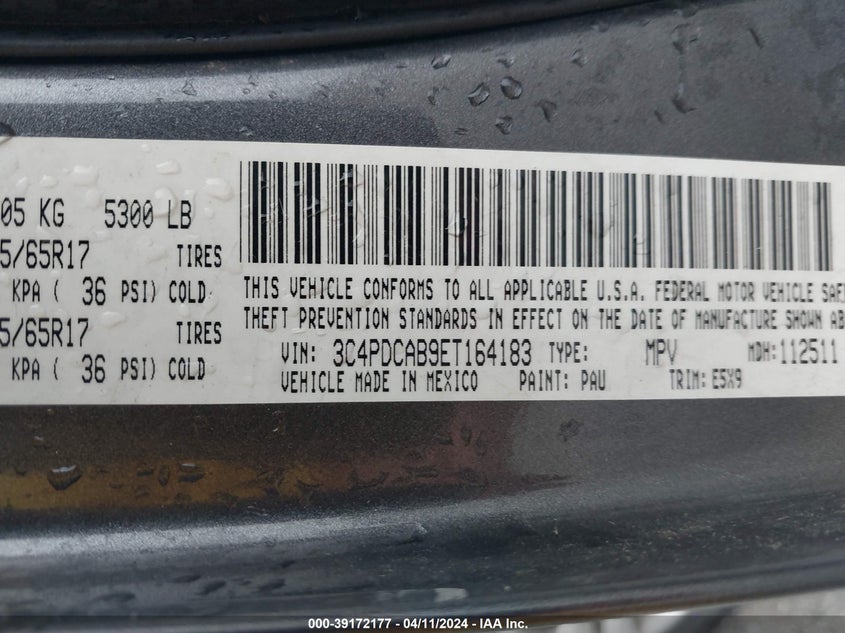 05 KG 5300 LB
5/65R17 TIRES
KPA ( 36 PSI) COLD
5/65R17 TIRES
KPA ( 36 PSI) COLD
THIS VEHICLE CONFORMS TO ALL APPLICABLE U.S.A. FEDERAL MOTOR VEHICLE SAFE
THEFT PREVENTION STANDARDS IN EFFECT ON THE DATE OF MANUFACTURE SHOWN AB
VIN: 3C4PDCAB9ET164183 TYPE: MPV MDH: 112511
VEHICLE MADE IN MEXICO PAINT: PAU TRIM: E5X9
000-39172177 - 04/11/2024 - IAA Inc.